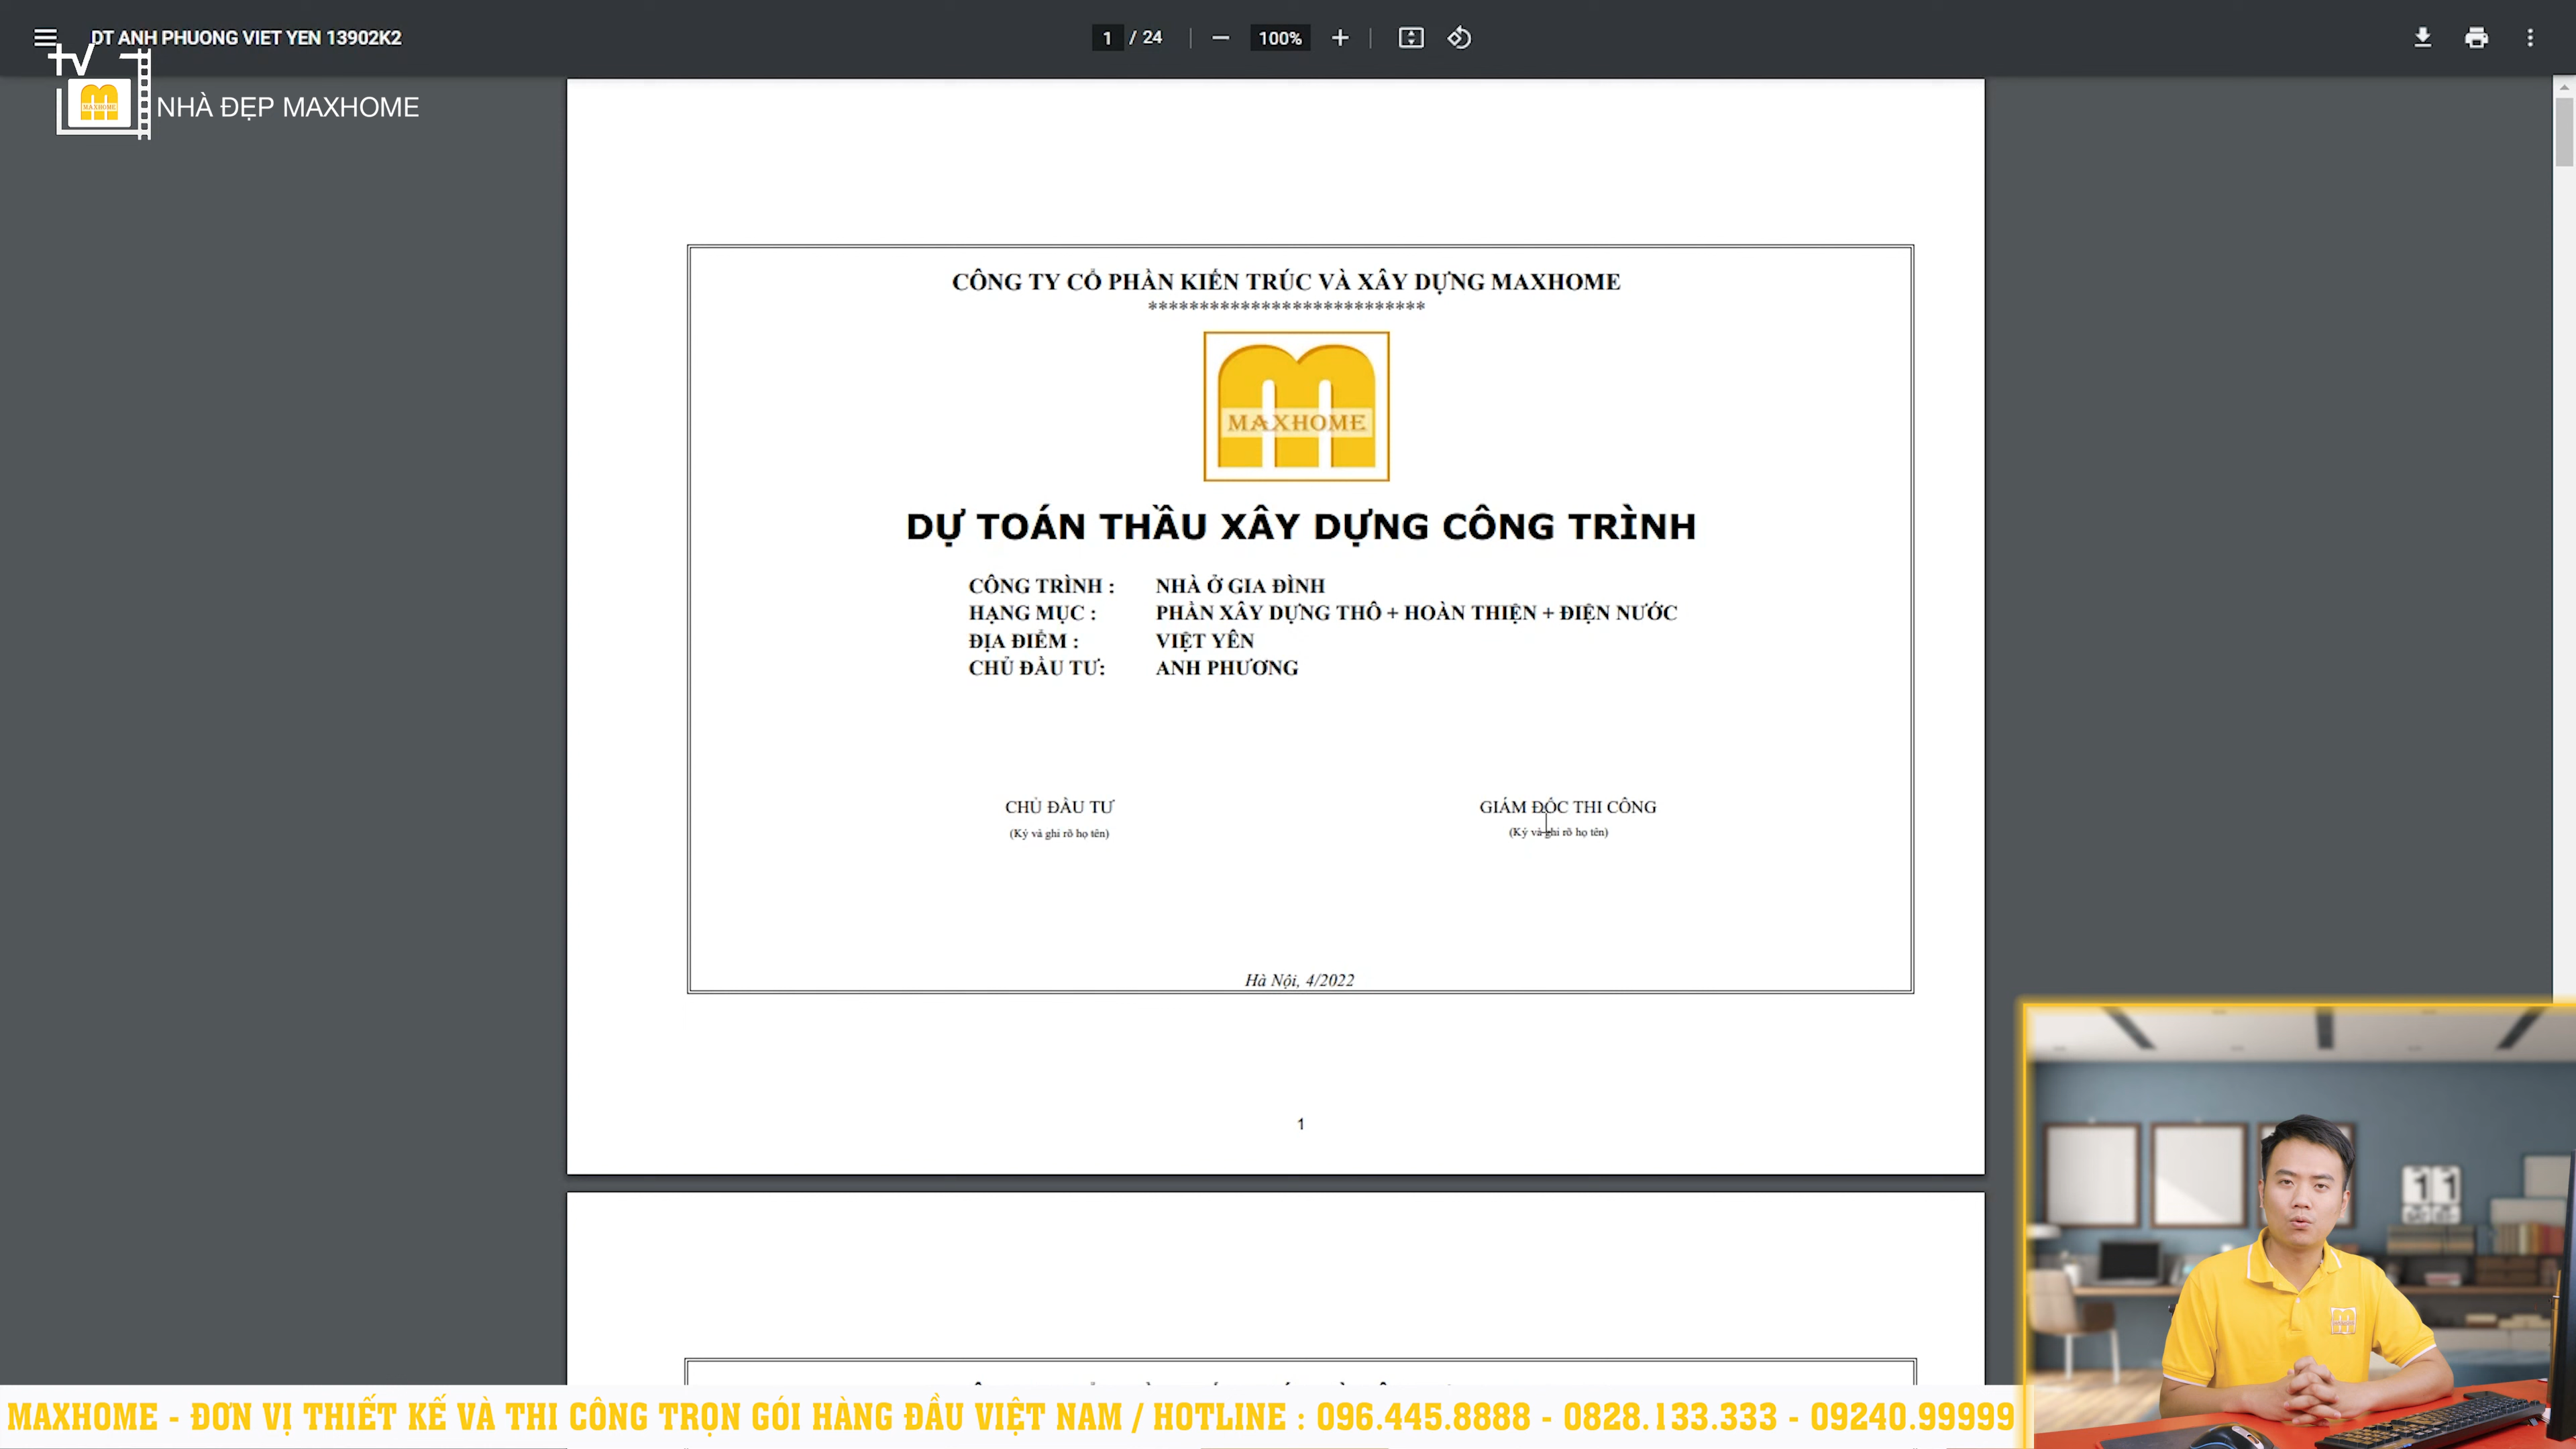 DT ANH PHUONG VIET YEN 13902K2
1 / 24
100%
TV
MAXHOME
NHÀ ĐẸP MAXHOME
CÔNG TY CỔ PHẦN KIẾN TRÚC VÀ XÂY DỰNG MAXHOME
***************************
MAXHOME
DỰ TOÁN THẦU XÂY DỰNG CÔNG TRÌNH
CÔNG TRÌNH : NHÀ Ở GIA ĐÌNH
HẠNG MỤC : PHẦN XÂY DỰNG THÔ + HOÀN THIỆN + ĐIỆN NƯỚC
ĐỊA ĐIỂM : VIỆT YÊN
CHỦ ĐẦU TƯ: ANH PHƯƠNG
CHỦ ĐẦU TƯ
(Ký và ghi rõ họ tên)
GIÁM ĐỐC THI CÔNG
(Ký và ghi rõ họ tên)
Hà Nội, 4/2022
1
11
MAXHOME - ĐƠN VỊ THIẾT KẾ VÀ THI CÔNG TRỌN GÓI HÀNG ĐẦU VIỆT NAM / HOTLINE : 096.445.8888 - 0828.133.333 - 09240.99999